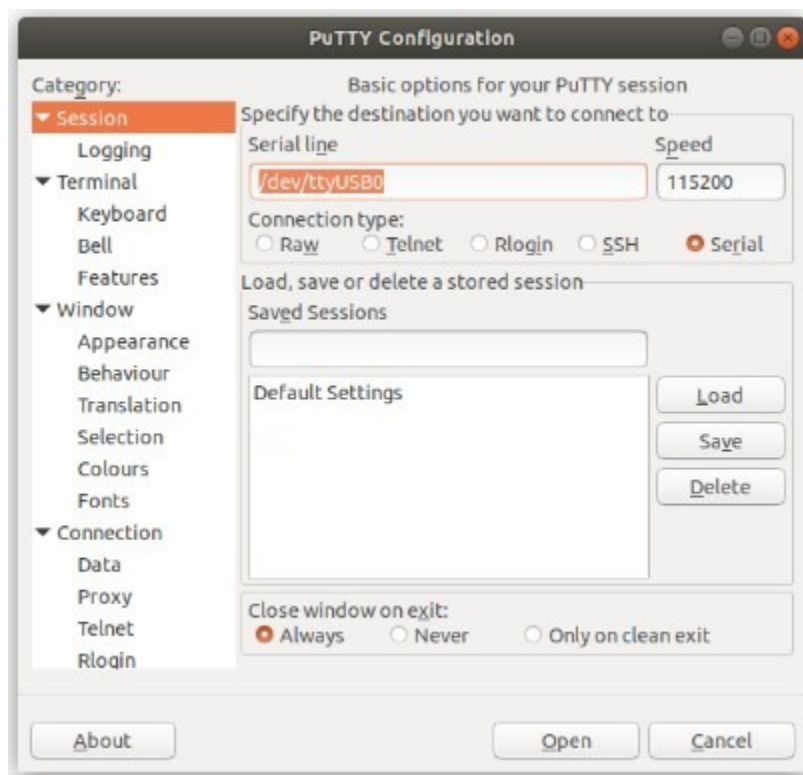 PuTTY Configuration
Category:
Session
Logging
Terminal
Keyboard
Bell
Features
Window
Appearance
Behaviour
Translation
Selection
Colours
Fonts
Connection
Data
Proxy
Telnet
Rlogin
Basic options for your PuTTY session
Specify the destination you want to connect to
Serial line Speed
/dev/ttyUSB0 115200
Connection type:
Raw Telnet Rlogin SSH Serial
Load, save or delete a stored session
Saved Sessions
Default Settings
Load
Save
Delete
Close window on exit:
Always Never Only on clean exit
About Open Cancel